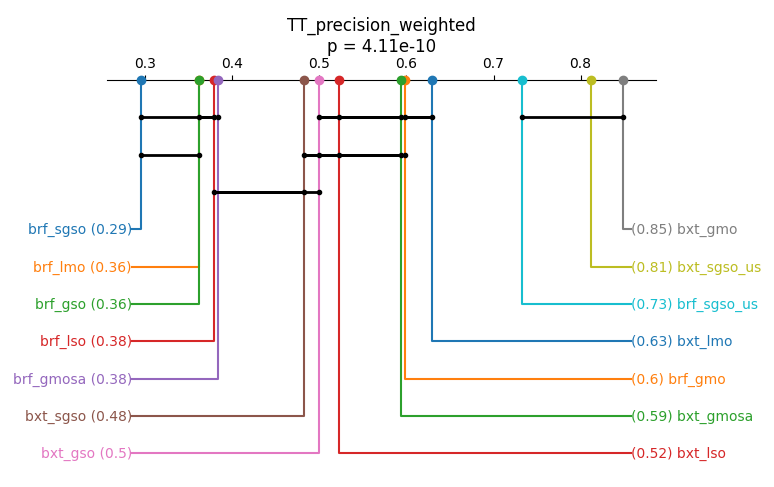 TT_precision_weighted
p = 4.11e-10
0.3 0.4 0.5 0.6 0.7 0.8
brf_sgso (0.29) (0.85) bxt_gmo
brf_lmo (0.36) (0.81) bxt_sgso_us
brf_gso (0.36) (0.73) brf_sgso_us
brf_lso (0.38) (0.63) bxt_lmo
brf_gmosa (0.38) (0.6) brf_gmo
bxt_sgso (0.48) (0.59) bxt_gmosa
bxt_gso (0.5) (0.52) bxt_lso